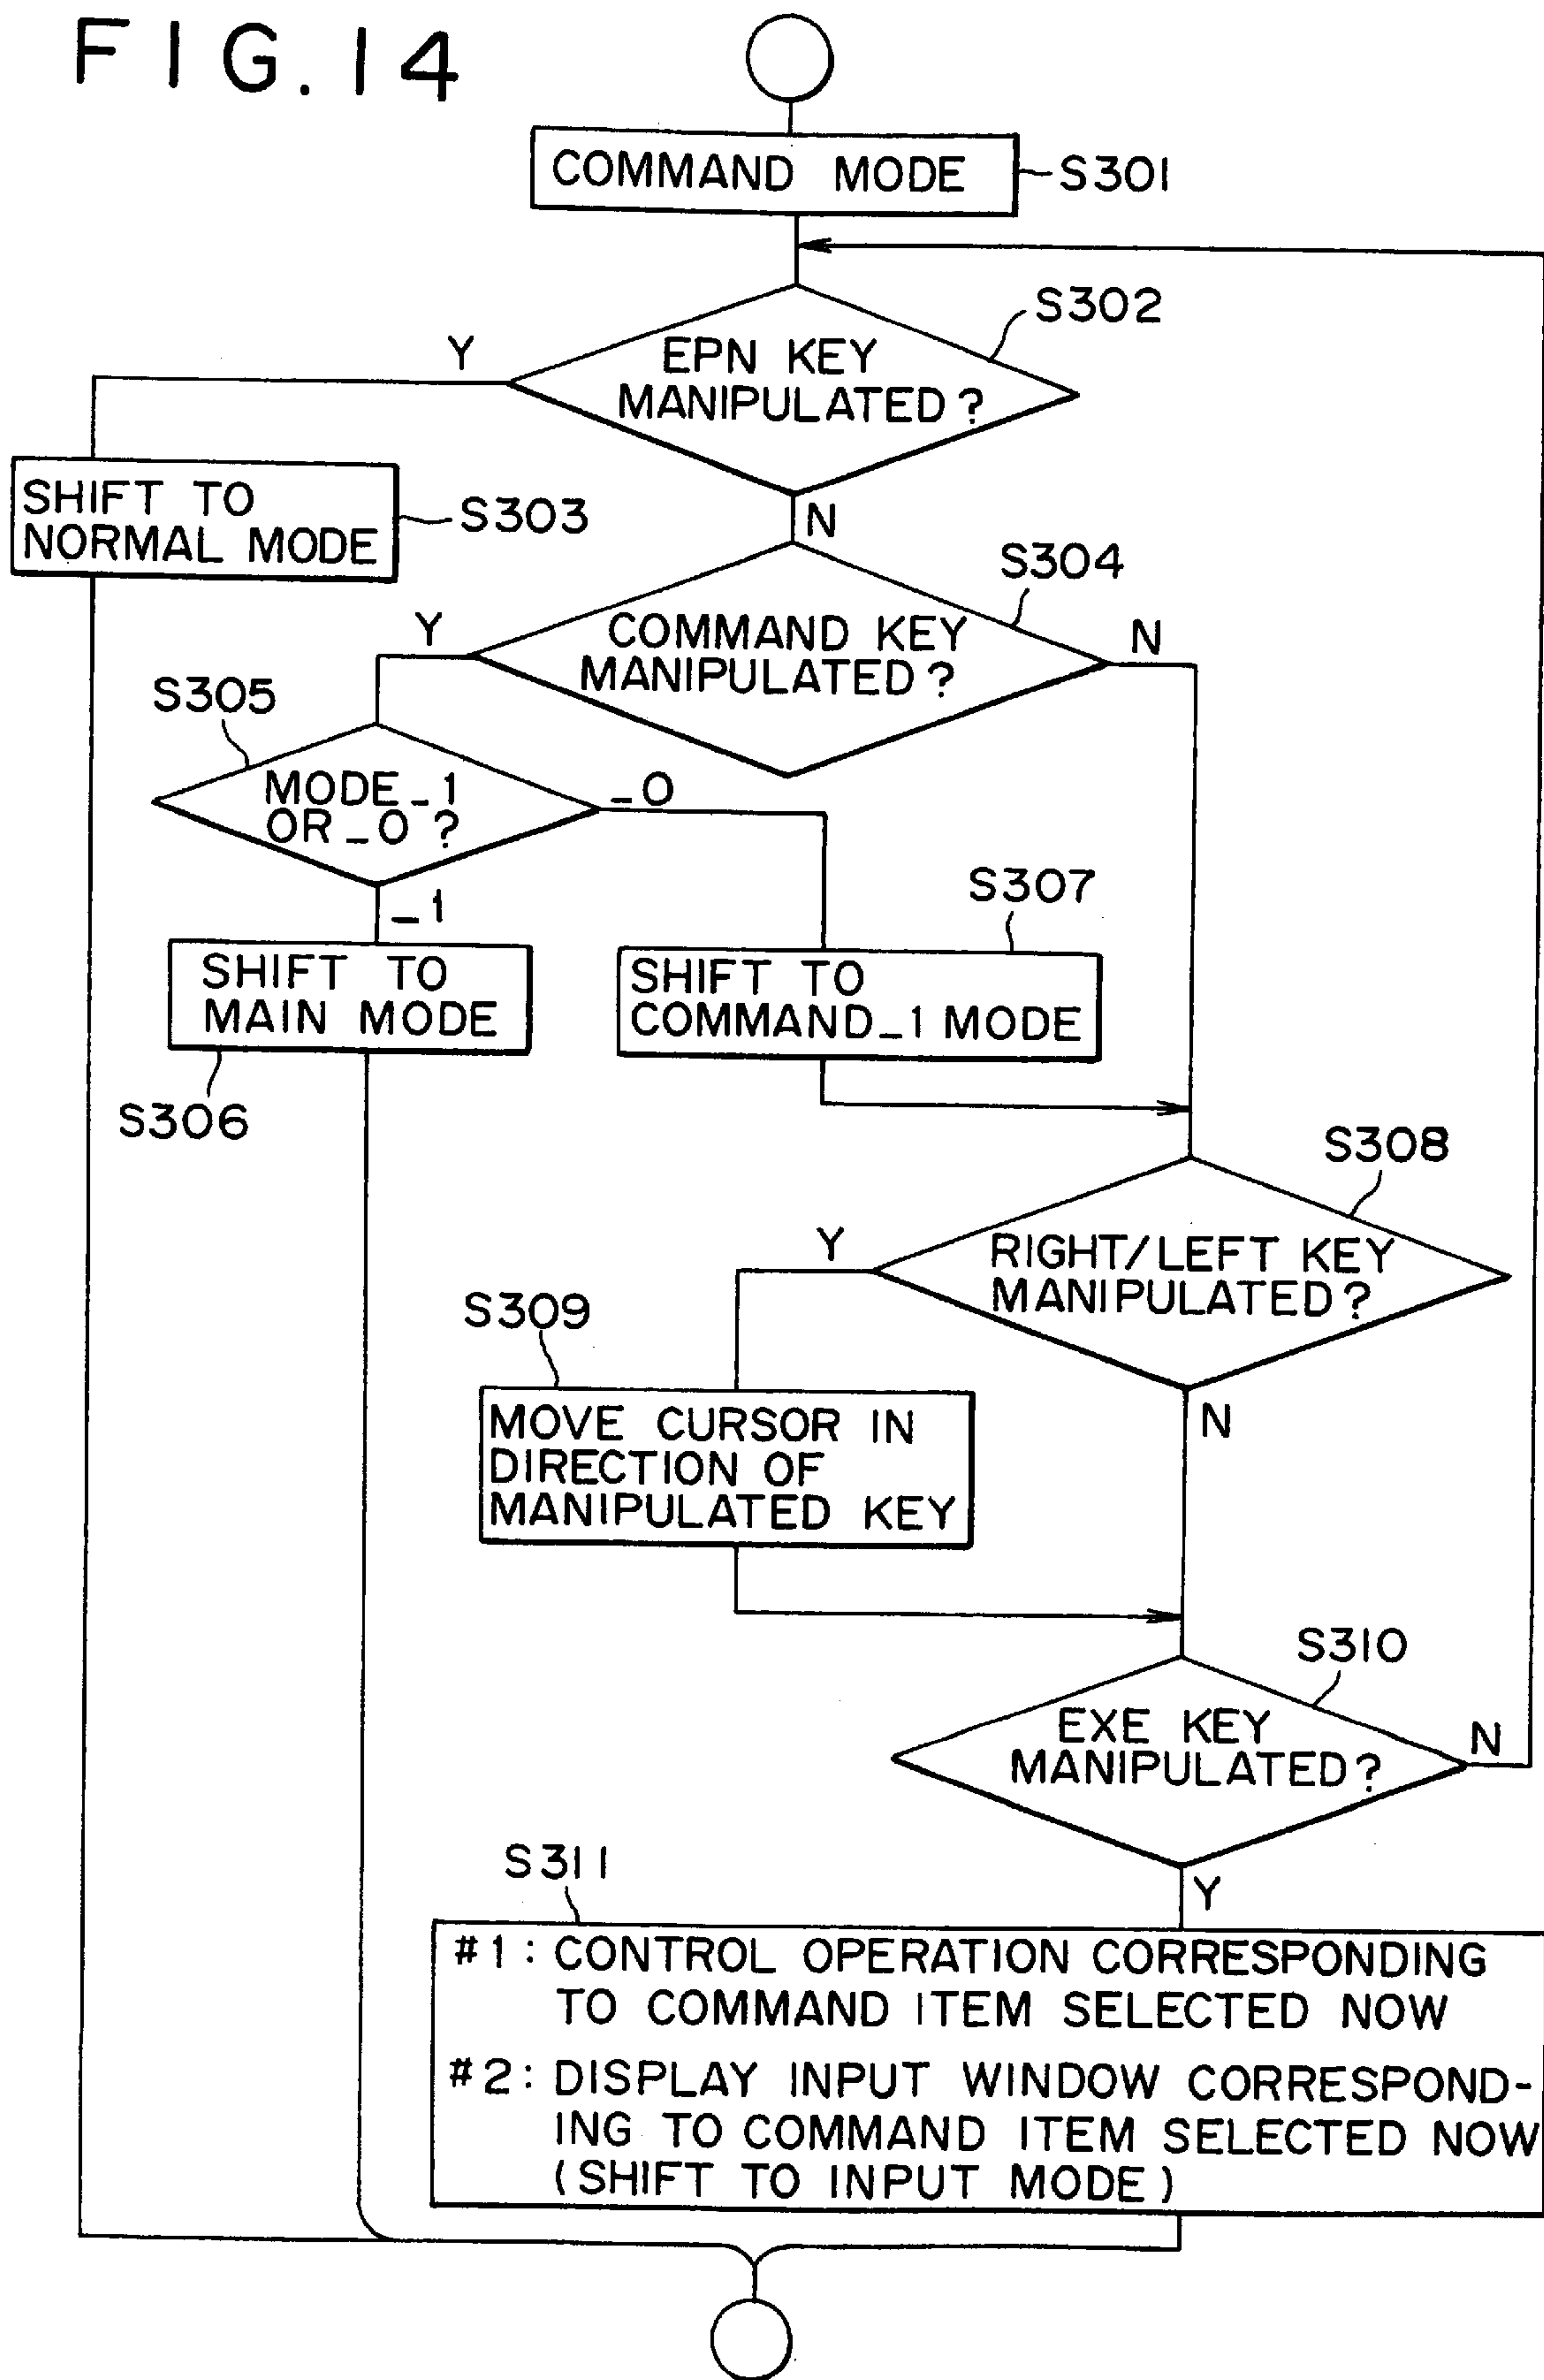 FIG. 14
COMMAND MODE
S301
S302
EPN KEY
MANIPULATED?
Y
N
SHIFT TO
NORMAL MODE
S303
S304
COMMAND KEY
MANIPULATED?
Y
N
S305
MODE_1
OR_0?
_0
_1
S307
SHIFT TO
MAIN MODE
SHIFT TO
COMMAND_1 MODE
S306
S308
RIGHT/LEFT KEY
MANIPULATED?
Y
N
S309
MOVE CURSOR IN
DIRECTION OF
MANIPULATED KEY
S310
EXE KEY
MANIPULATED?
N
Y
S311
#1: CONTROL OPERATION CORRESPONDING
TO COMMAND ITEM SELECTED NOW
#2: DISPLAY INPUT WINDOW CORRESPOND-
ING TO COMMAND ITEM SELECTED NOW
(SHIFT TO INPUT MODE)